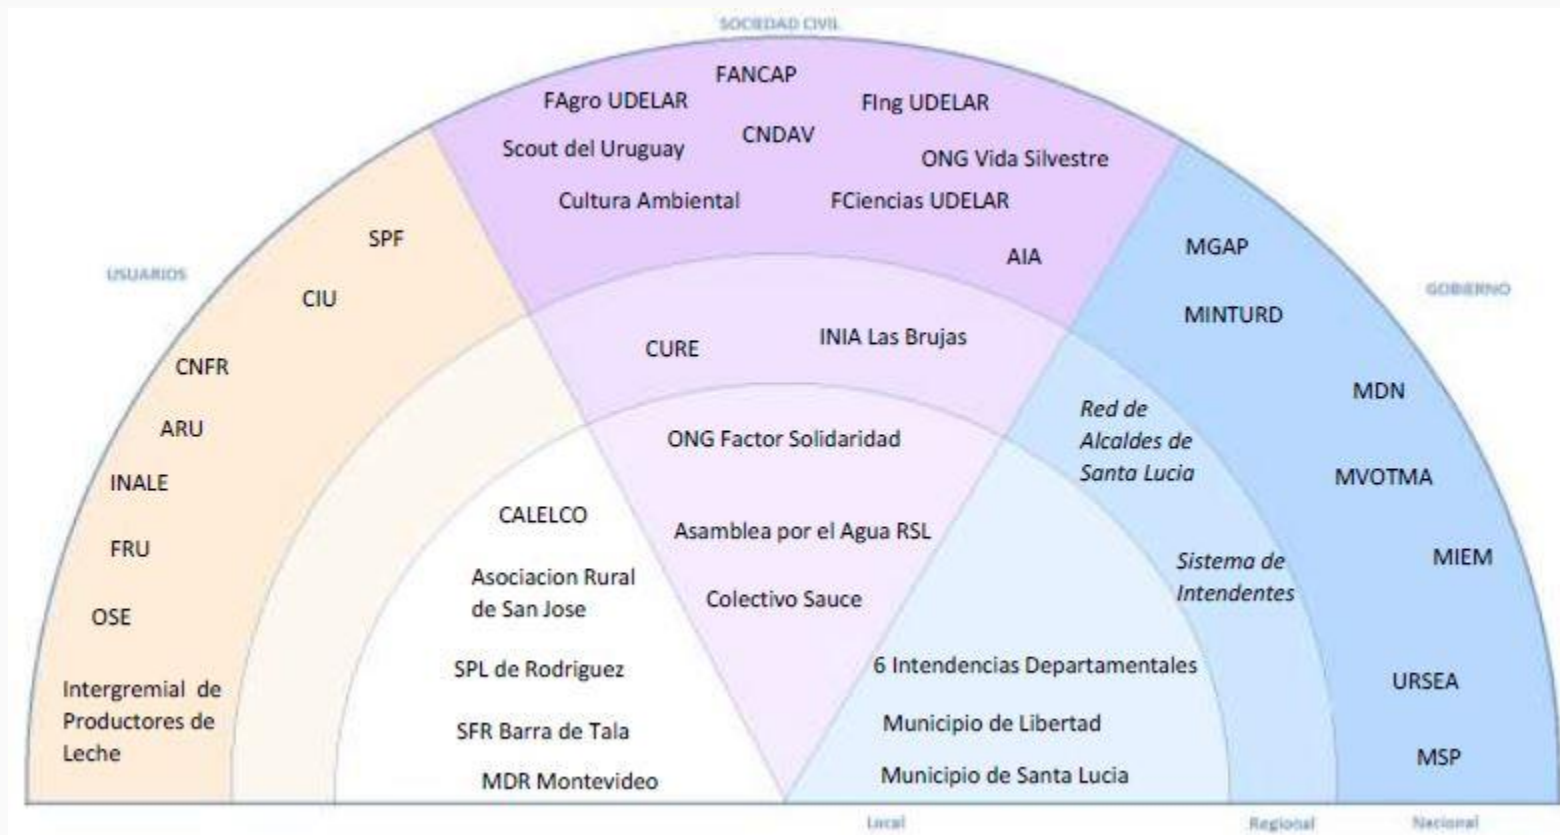 SOCIEDAD CIVIL
FANCAP
FAgro UDELAR
FIng UDELAR
CNDAV
Scout del Uruguay
ONG Vida Silvestre
Cultura Ambiental
FCiencias UDELAR
AIA
CURE
INIA Las Brujas
ONG Factor Solidaridad
Asamblea por el Agua RSL
Colectivo Sauce
USUARIOS
SPF
CIU
CNFR
ARU
INALE
FRU
OSE
Intergremial de
Productores de
Leche
CALELCO
Asociacion Rural
de San Jose
SPL de Rodriguez
SFR Barra de Tala
MDR Montevideo
GOBIERNO
MGAP
MINTURD
MDN
MVOTMA
MIEM
URSEA
MSP
Red de
Alcaldes de
Santa Lucia
Sistema de
Intendentes
6 Intendencias Departamentales
Municipio de Libertad
Municipio de Santa Lucia
Local
Regional
Nacional